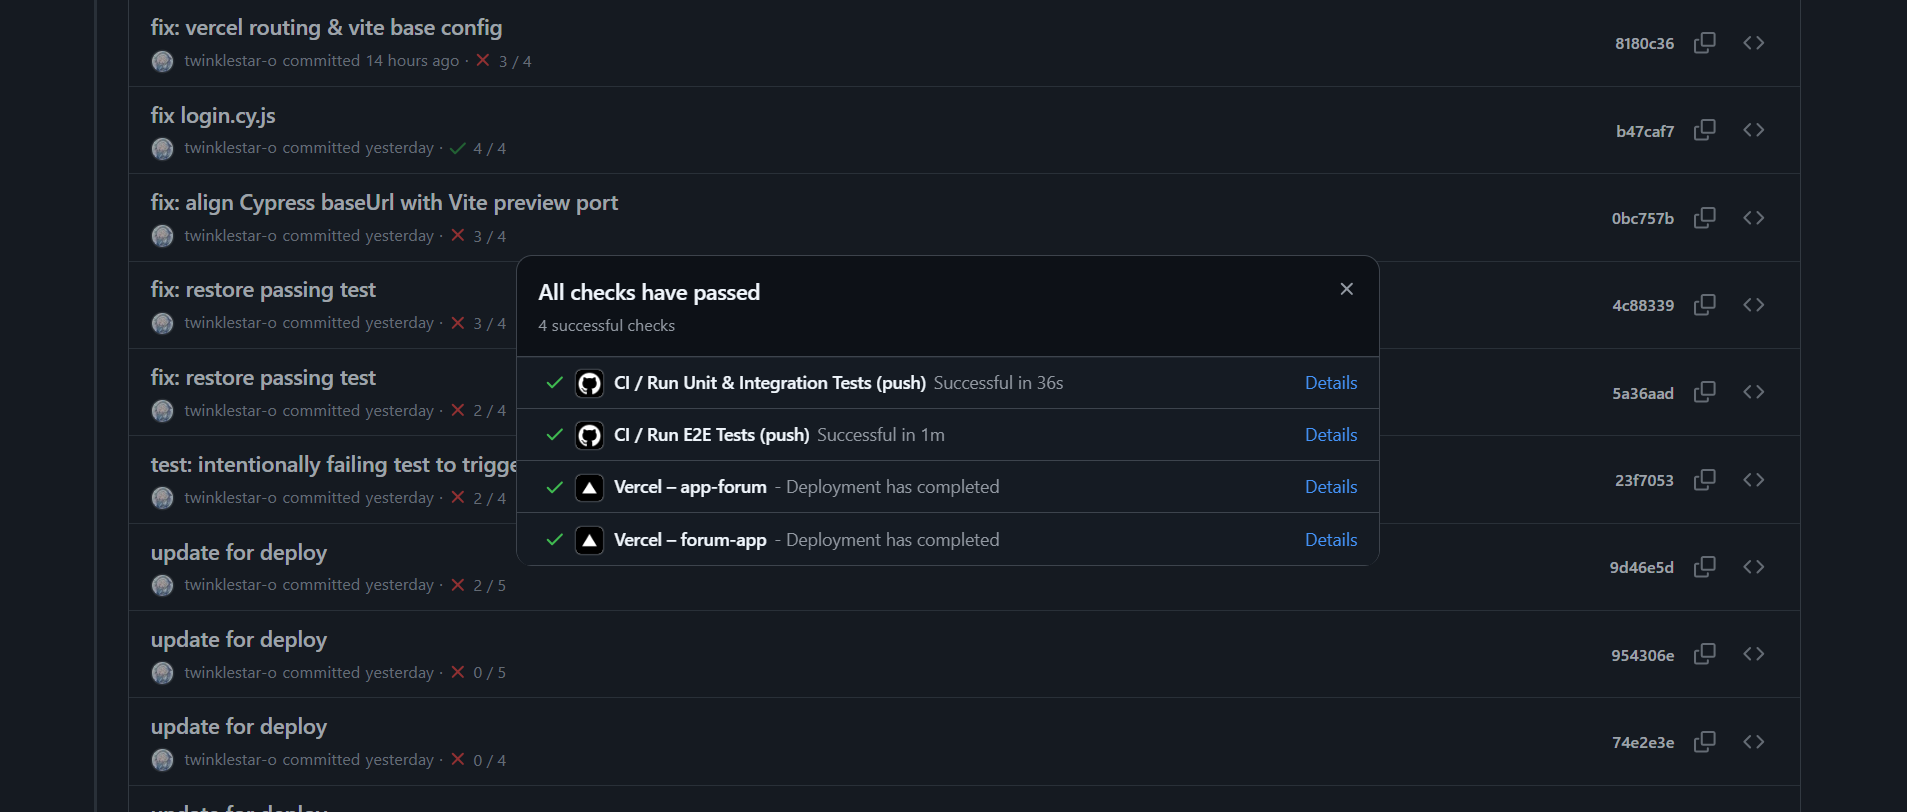 fix: vercel routing & vite base config
twinklestar-o committed 14 hours ago · 3 / 4
8180c36
fix login.cy.js
twinklestar-o committed yesterday · 4 / 4
b47caf7
fix: align Cypress baseUrl with Vite preview port
twinklestar-o committed yesterday · 3 / 4
0bc757b
fix: restore passing test
twinklestar-o committed yesterday · 3 / 4
4c88339
fix: restore passing test
twinklestar-o committed yesterday · 2 / 4
5a36aad
test: intentionally failing test to trigge
twinklestar-o committed yesterday · 2 / 4
23f7053
update for deploy
twinklestar-o committed yesterday · 2 / 5
9d46e5d
update for deploy
twinklestar-o committed yesterday · 0 / 5
954306e
update for deploy
twinklestar-o committed yesterday · 0 / 4
74e2e3e
update for deploy
All checks have passed
4 successful checks
CI / Run Unit & Integration Tests (push) Successful in 36s Details
CI / Run E2E Tests (push) Successful in 1m Details
Vercel – app-forum - Deployment has completed Details
Vercel – forum-app - Deployment has completed Details